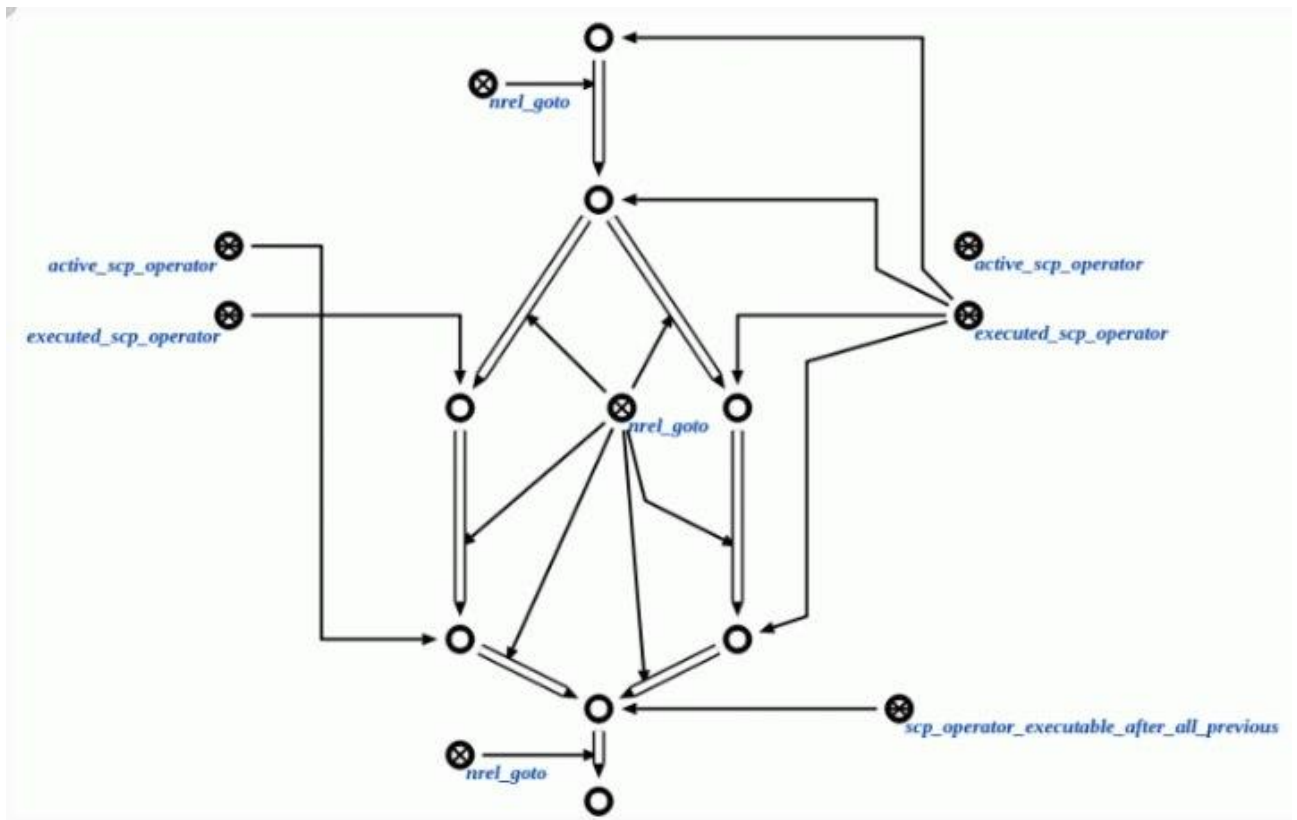 nrel_goto
active_scp_operator
active_scp_operator
executed_scp_operator
executed_scp_operator
nrel_goto
scp_operator_executable_after_all_previous
nrel_goto